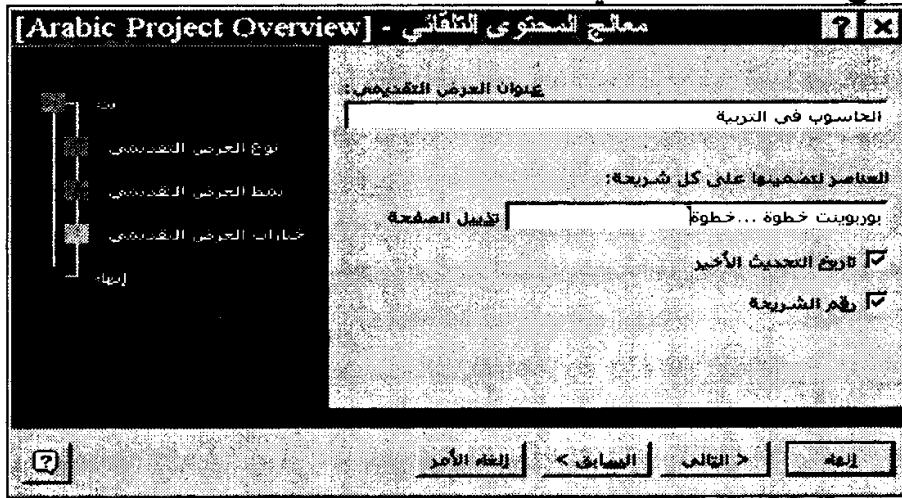 معالج المحتوى التلقائي - [Arabic Project Overview]
عنوان العرض التقديمي:
الحاسوب في التربية
العناصر لتضمينها على كل شريحة:
تذييل الصفحة
بوربوينت خطوة ...خطوة
تاريخ التحديث الأخير
رقم الشريحة
بدء
نوع العرض التقديمي
نمط العرض التقديمي
خيارات العرض التقديمي
إنهاء
إنهاء
التالي >
< السابق
إلغاء الأمر